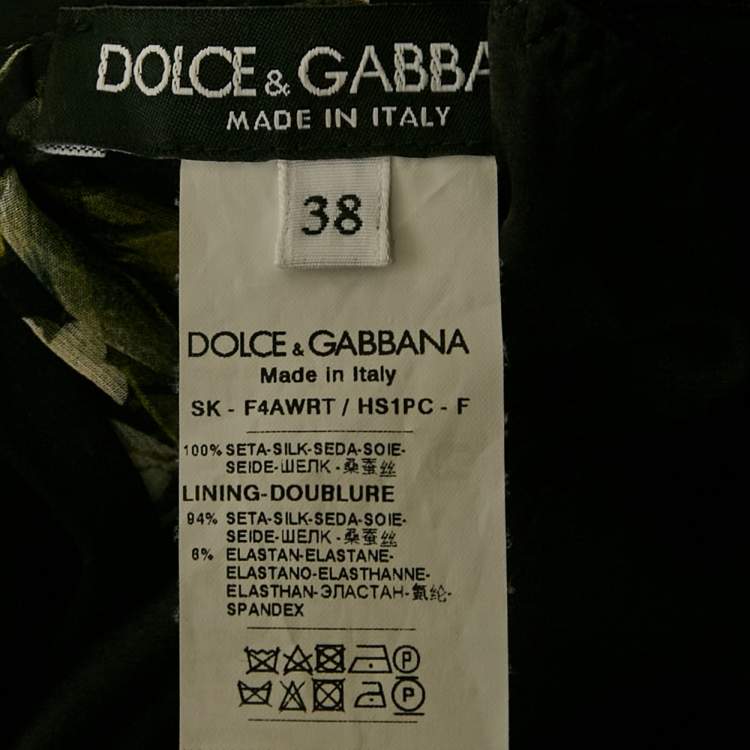 DOLCE & GABBA
MADE IN ITALY
38
DOLCE & GABBANA
Made in Italy
SK - F4AWRT / HS1PC - F
100% SETA-SILK-SEDA-SOIE-
SEIDE-ШЕЛК-桑蚕丝
LINING-DOUBLURE
94% SETA-SILK-SEDA-SOIE-
SEIDE-ШЕЛК-桑蚕丝
6% ELASTAN-ELASTANE-
ELASTANO-ELASTHANNE-
ELASTHAN-ЭЛАСТАН-氨纶-
SPANDEX
P
P